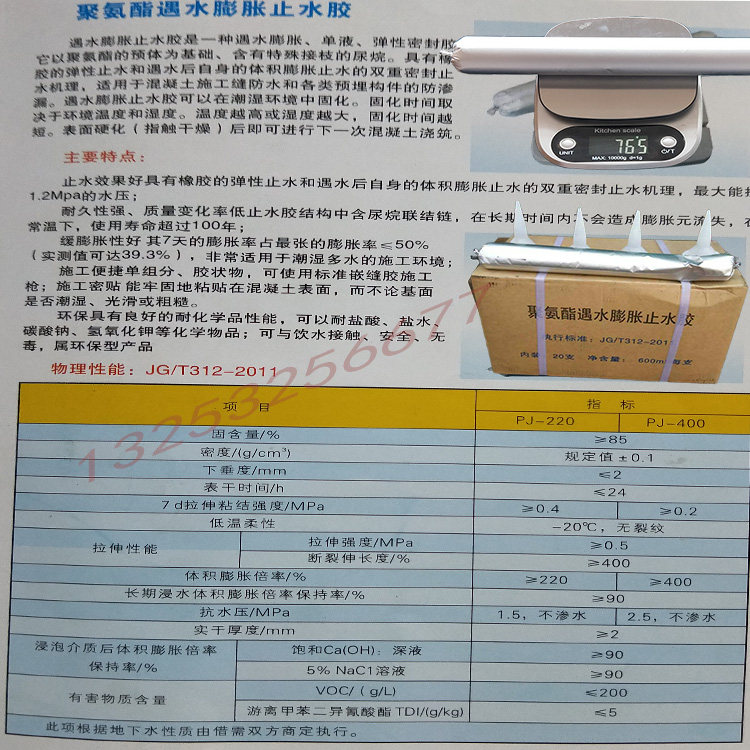 聚氨酯遇水膨胀止水胶
遇水膨胀止水胶是一种遇水膨胀、单液、弹性密封胶
它以聚氨酯的预体为基础、含有特殊接枝的尿烷。具有橡
胶的弹性止水和遇水后自身的体积膨胀止水的双重密封止
水机理，适用于混凝土施工缝防水和各类预埋构件的防渗
漏。遇水膨胀止水胶可以在潮湿环境中固化。固化时间取
决于环境温度和湿度。温度越高或湿度越大，固化时间越
短。表面硬化（指触干燥）后即可进行下一次混凝土浇筑。
Kitchen scale
765
UNIT
O/T
MAX: 10000g d=1g
主要特点：
止水效果好具有橡胶的弹性止水和遇水后自身的体积膨胀止水的双重密封止水机理，最大能
1.2Mpa的水压；
耐久性强、质量变化率低止水胶结构中含尿烷联结链，在长期时间内不会造成膨胀元流失，在
常温下，使用寿命超过100年；
缓膨胀性好其7天的膨胀率占最张的膨胀率≤50%
（实测值可达39.3%），非常适用于潮湿多水的施工环境；
施工便捷单组分、胶状物，可使用标准嵌缝胶施工
枪；施工密贴能牢固地粘贴在混凝土表面，而不论基面
是否潮湿、光滑或粗糙。
环保具有良好的耐化学品性能，可以耐盐酸、盐水、
碳酸钠、氢氧化钾等化学物品；可与饮水接触、安全、无
毒，属环保型产品
聚氨酯遇水膨胀止水胶
执行标准：JG/T312-2011
内装：20支 净含量：600ml每支
物理性能：JG/T312-2011
13253256677
项 目 指 标
PJ-220 PJ-400
固含量/% ≥85
密度/(g/cm³) 规定值±0.1
下垂度/mm ≤2
表干时间/h ≤24
7 d拉伸粘结强度/MPa ≥0.4 ≥0.2
低温柔性 -20℃，无裂纹
拉伸性能 拉伸强度/MPa ≥0.5
断裂伸长度/% ≥400
体积膨胀倍率/% ≥220 ≥400
长期浸水体积膨胀倍率保持率/% ≥90
抗水压/MPa 1.5，不渗水 2.5，不渗水
实干厚度/mm ≥2
浸泡介质后体积膨胀倍率
保持率/% 饱和Ca(OH)：深液 ≥90
5% NaC1溶液 ≥90
有害物质含量 VOC/（g/L) ≤200
游离甲苯二异氰酸酯TDI/(g/kg) ≤5
此项根据地下水性质由借需双方商定执行。